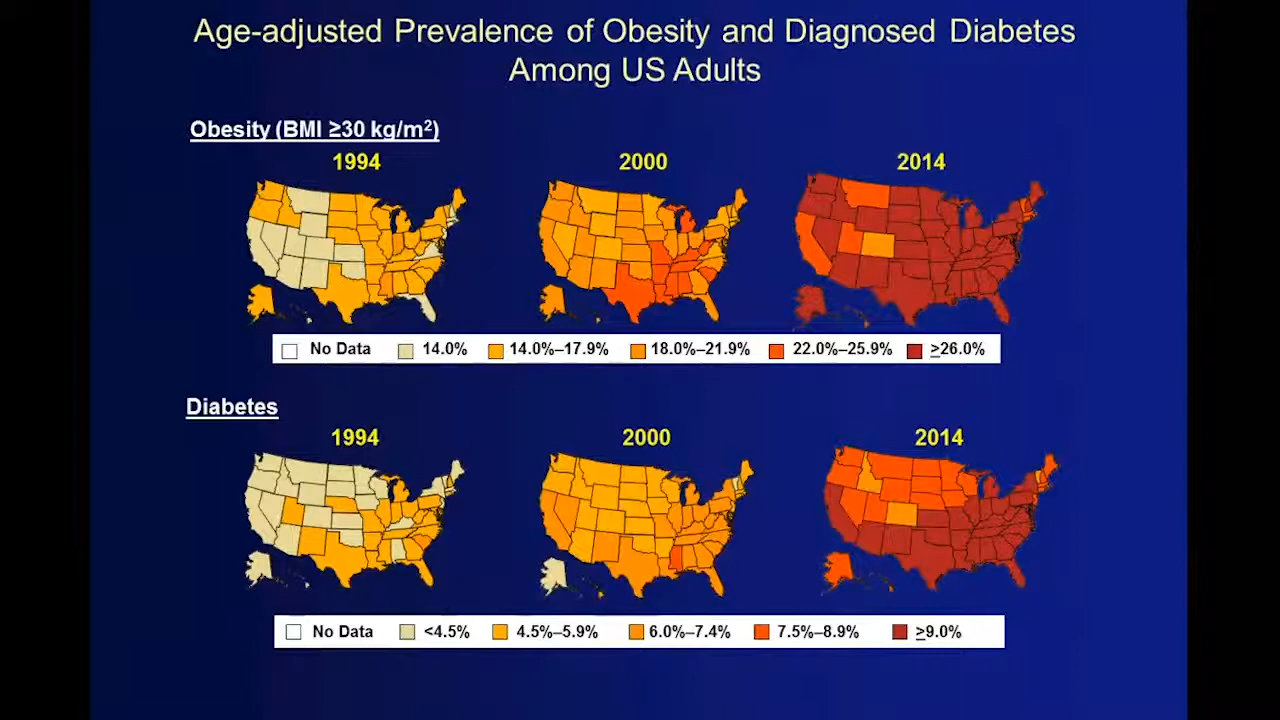 Age-adjusted Prevalence of Obesity and Diagnosed Diabetes
Among US Adults
Obesity (BMI ≥30 kg/m²)
1994 2000 2014
No Data 14.0% 14.0%–17.9% 18.0%–21.9% 22.0%–25.9% ≥26.0%
Diabetes
1994 2000 2014
No Data <4.5% 4.5%–5.9% 6.0%–7.4% 7.5%–8.9% ≥9.0%